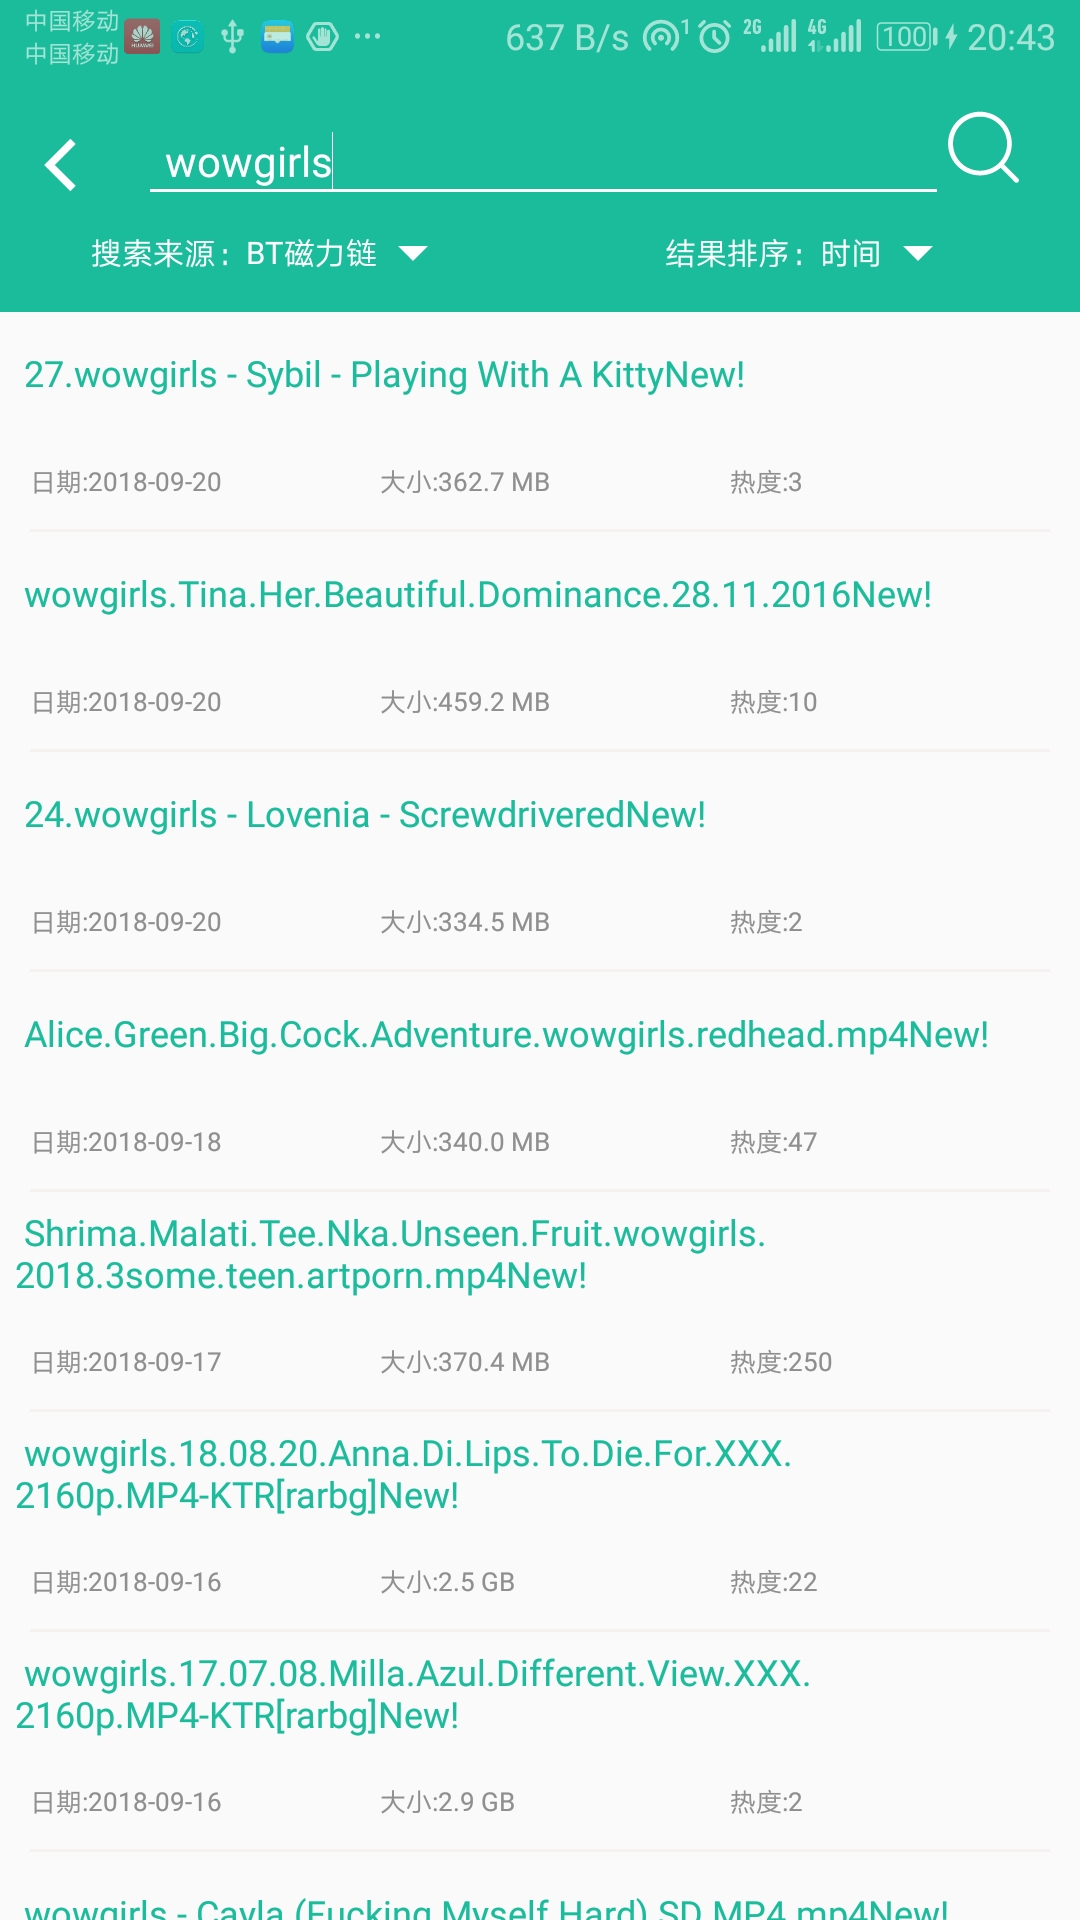 中国移动
中国移动
HUAWEI
637 B/s
1
2G
4G
100
20:43
wowgirls
搜索来源：BT磁力链
结果排序：时间
27.wowgirls - Sybil - Playing With A KittyNew!
日期:2018-09-20 大小:362.7 MB 热度:3
wowgirls.Tina.Her.Beautiful.Dominance.28.11.2016New!
日期:2018-09-20 大小:459.2 MB 热度:10
24.wowgirls - Lovenia - ScrewdriveredNew!
日期:2018-09-20 大小:334.5 MB 热度:2
Alice.Green.Big.Cock.Adventure.wowgirls.redhead.mp4New!
日期:2018-09-18 大小:340.0 MB 热度:47
Shrima.Malati.Tee.Nka.Unseen.Fruit.wowgirls.
2018.3some.teen.artporn.mp4New!
日期:2018-09-17 大小:370.4 MB 热度:250
wowgirls.18.08.20.Anna.Di.Lips.To.Die.For.XXX.
2160p.MP4-KTR[rarbg]New!
日期:2018-09-16 大小:2.5 GB 热度:22
wowgirls.17.07.08.Milla.Azul.Different.View.XXX.
2160p.MP4-KTR[rarbg]New!
日期:2018-09-16 大小:2.9 GB 热度:2
wowgirls - Cayla (Fucking Myself Hard) SD MP4.mp4New!